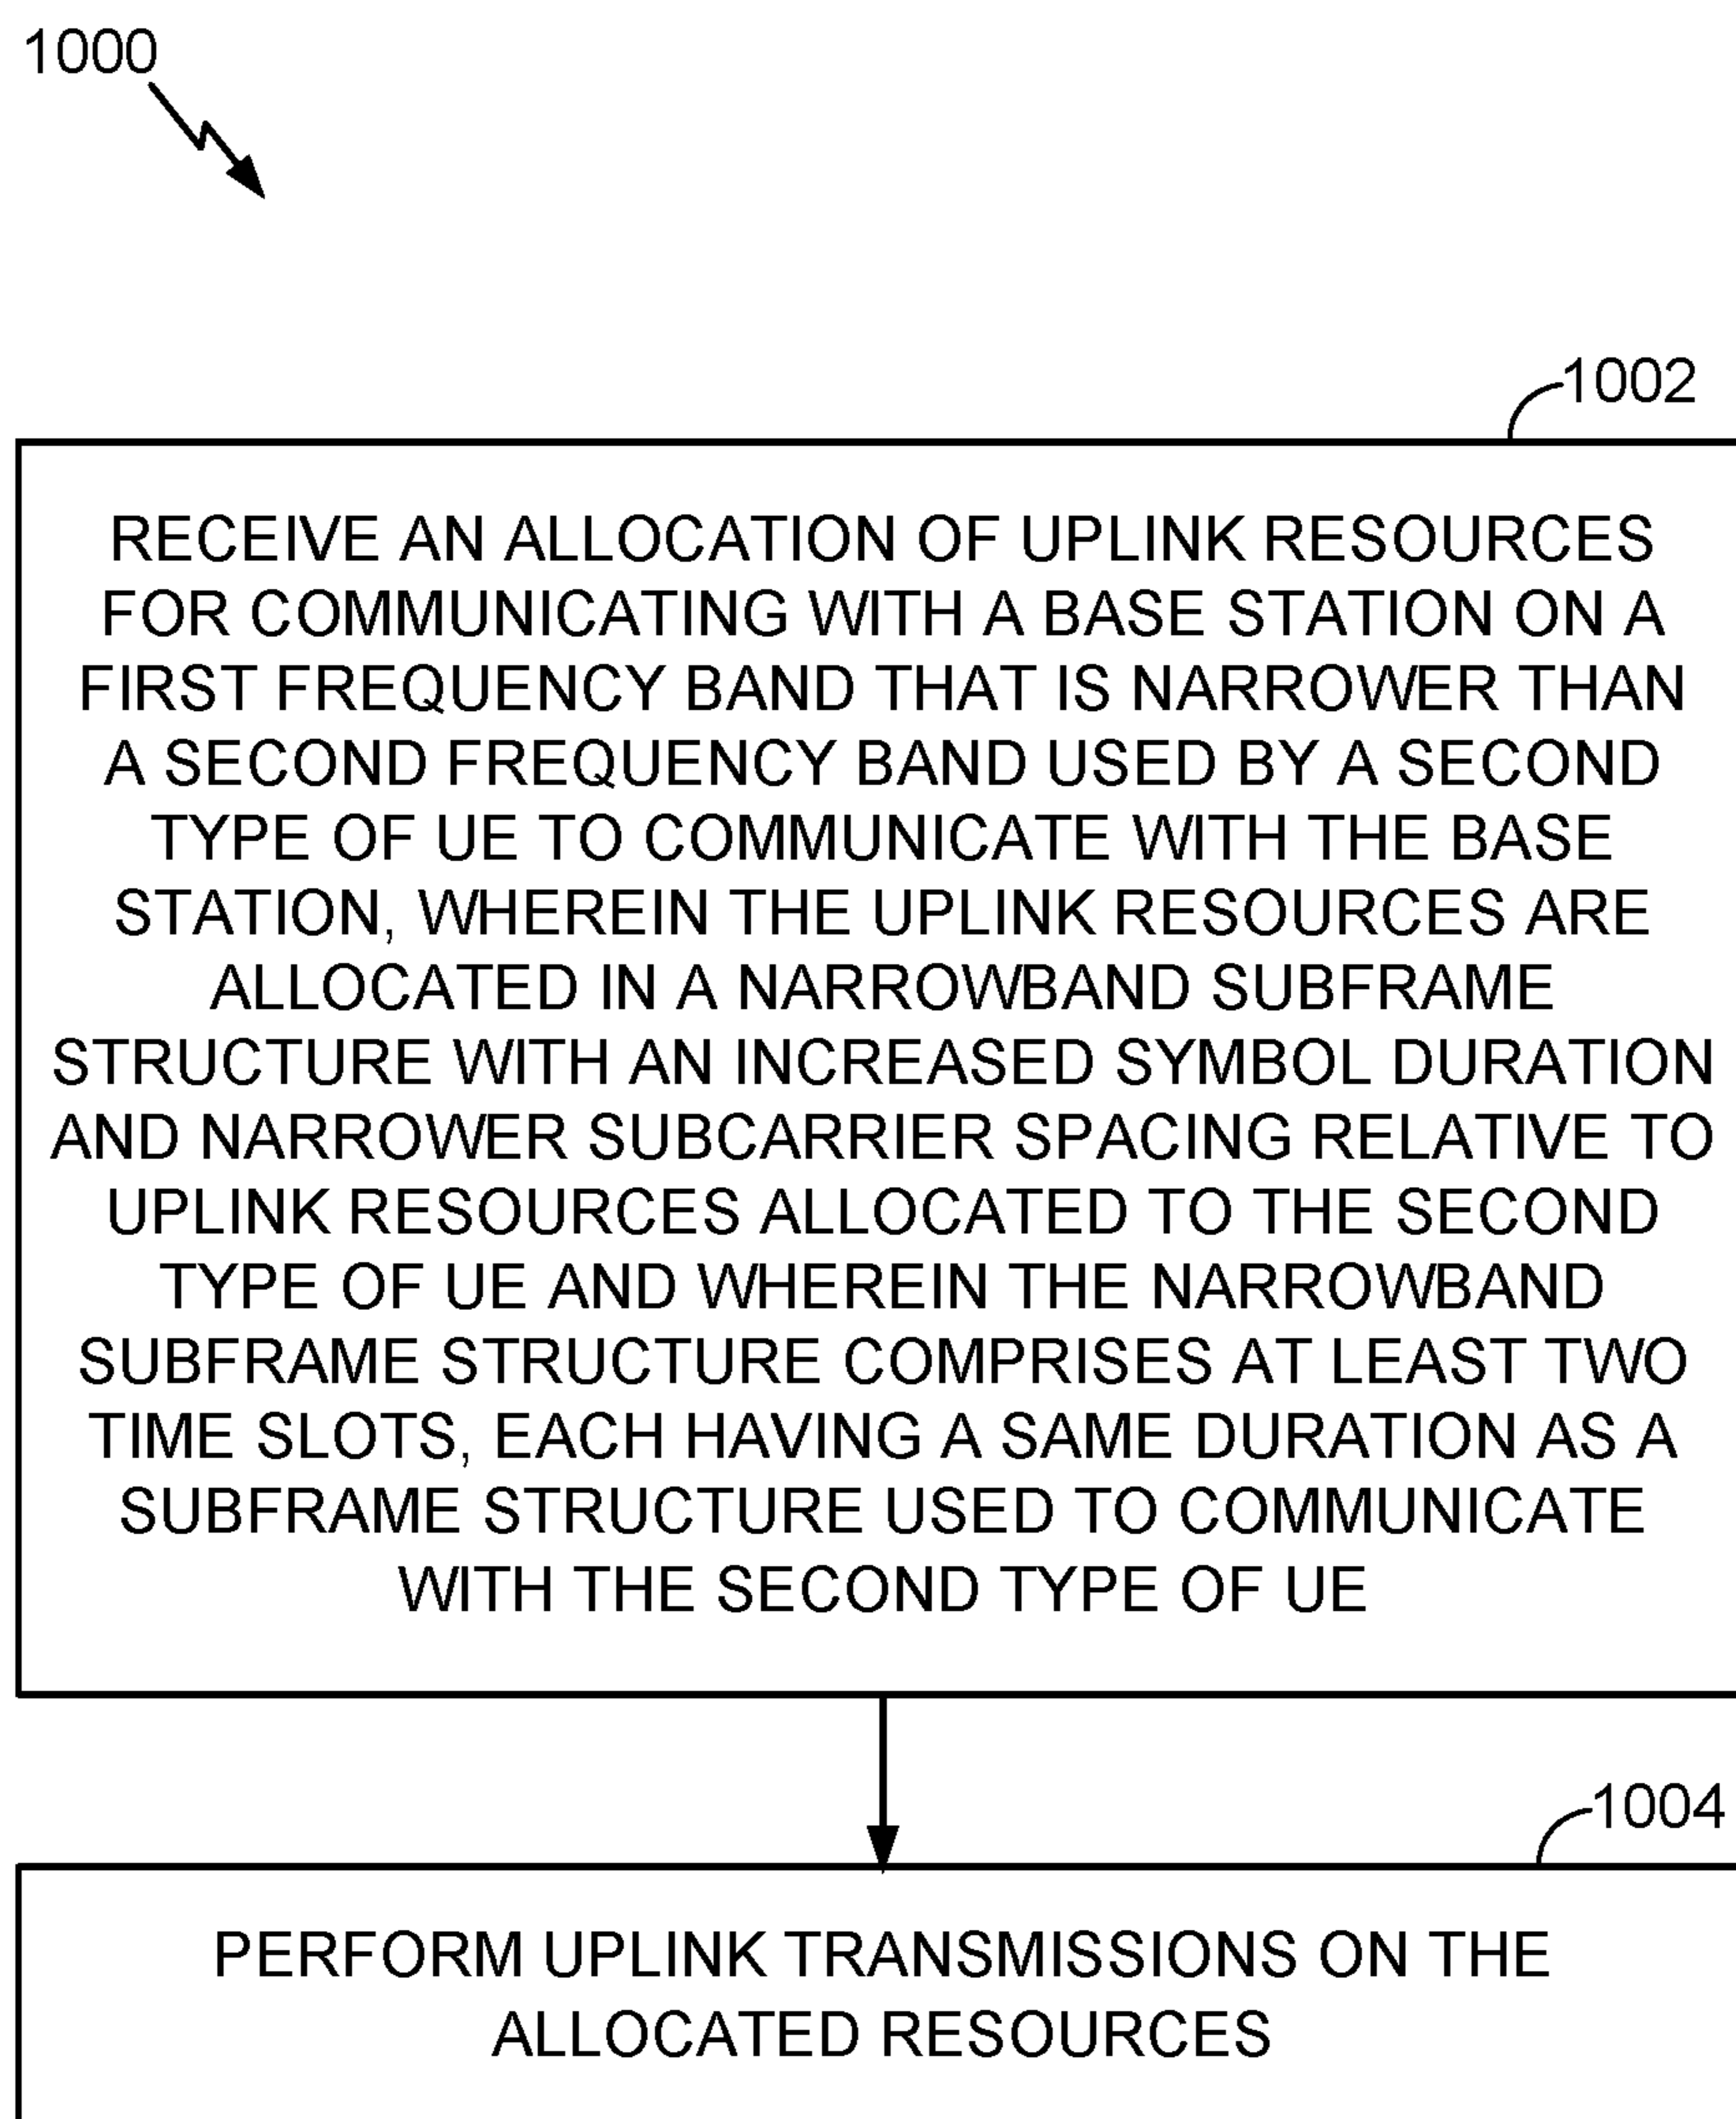 1000
1002
RECEIVE AN ALLOCATION OF UPLINK RESOURCES
FOR COMMUNICATING WITH A BASE STATION ON A
FIRST FREQUENCY BAND THAT IS NARROWER THAN
A SECOND FREQUENCY BAND USED BY A SECOND
TYPE OF UE TO COMMUNICATE WITH THE BASE
STATION, WHEREIN THE UPLINK RESOURCES ARE
ALLOCATED IN A NARROWBAND SUBFRAME
STRUCTURE WITH AN INCREASED SYMBOL DURATION
AND NARROWER SUBCARRIER SPACING RELATIVE TO
UPLINK RESOURCES ALLOCATED TO THE SECOND
TYPE OF UE AND WHEREIN THE NARROWBAND
SUBFRAME STRUCTURE COMPRISES AT LEAST TWO
TIME SLOTS, EACH HAVING A SAME DURATION AS A
SUBFRAME STRUCTURE USED TO COMMUNICATE
WITH THE SECOND TYPE OF UE
1004
PERFORM UPLINK TRANSMISSIONS ON THE
ALLOCATED RESOURCES